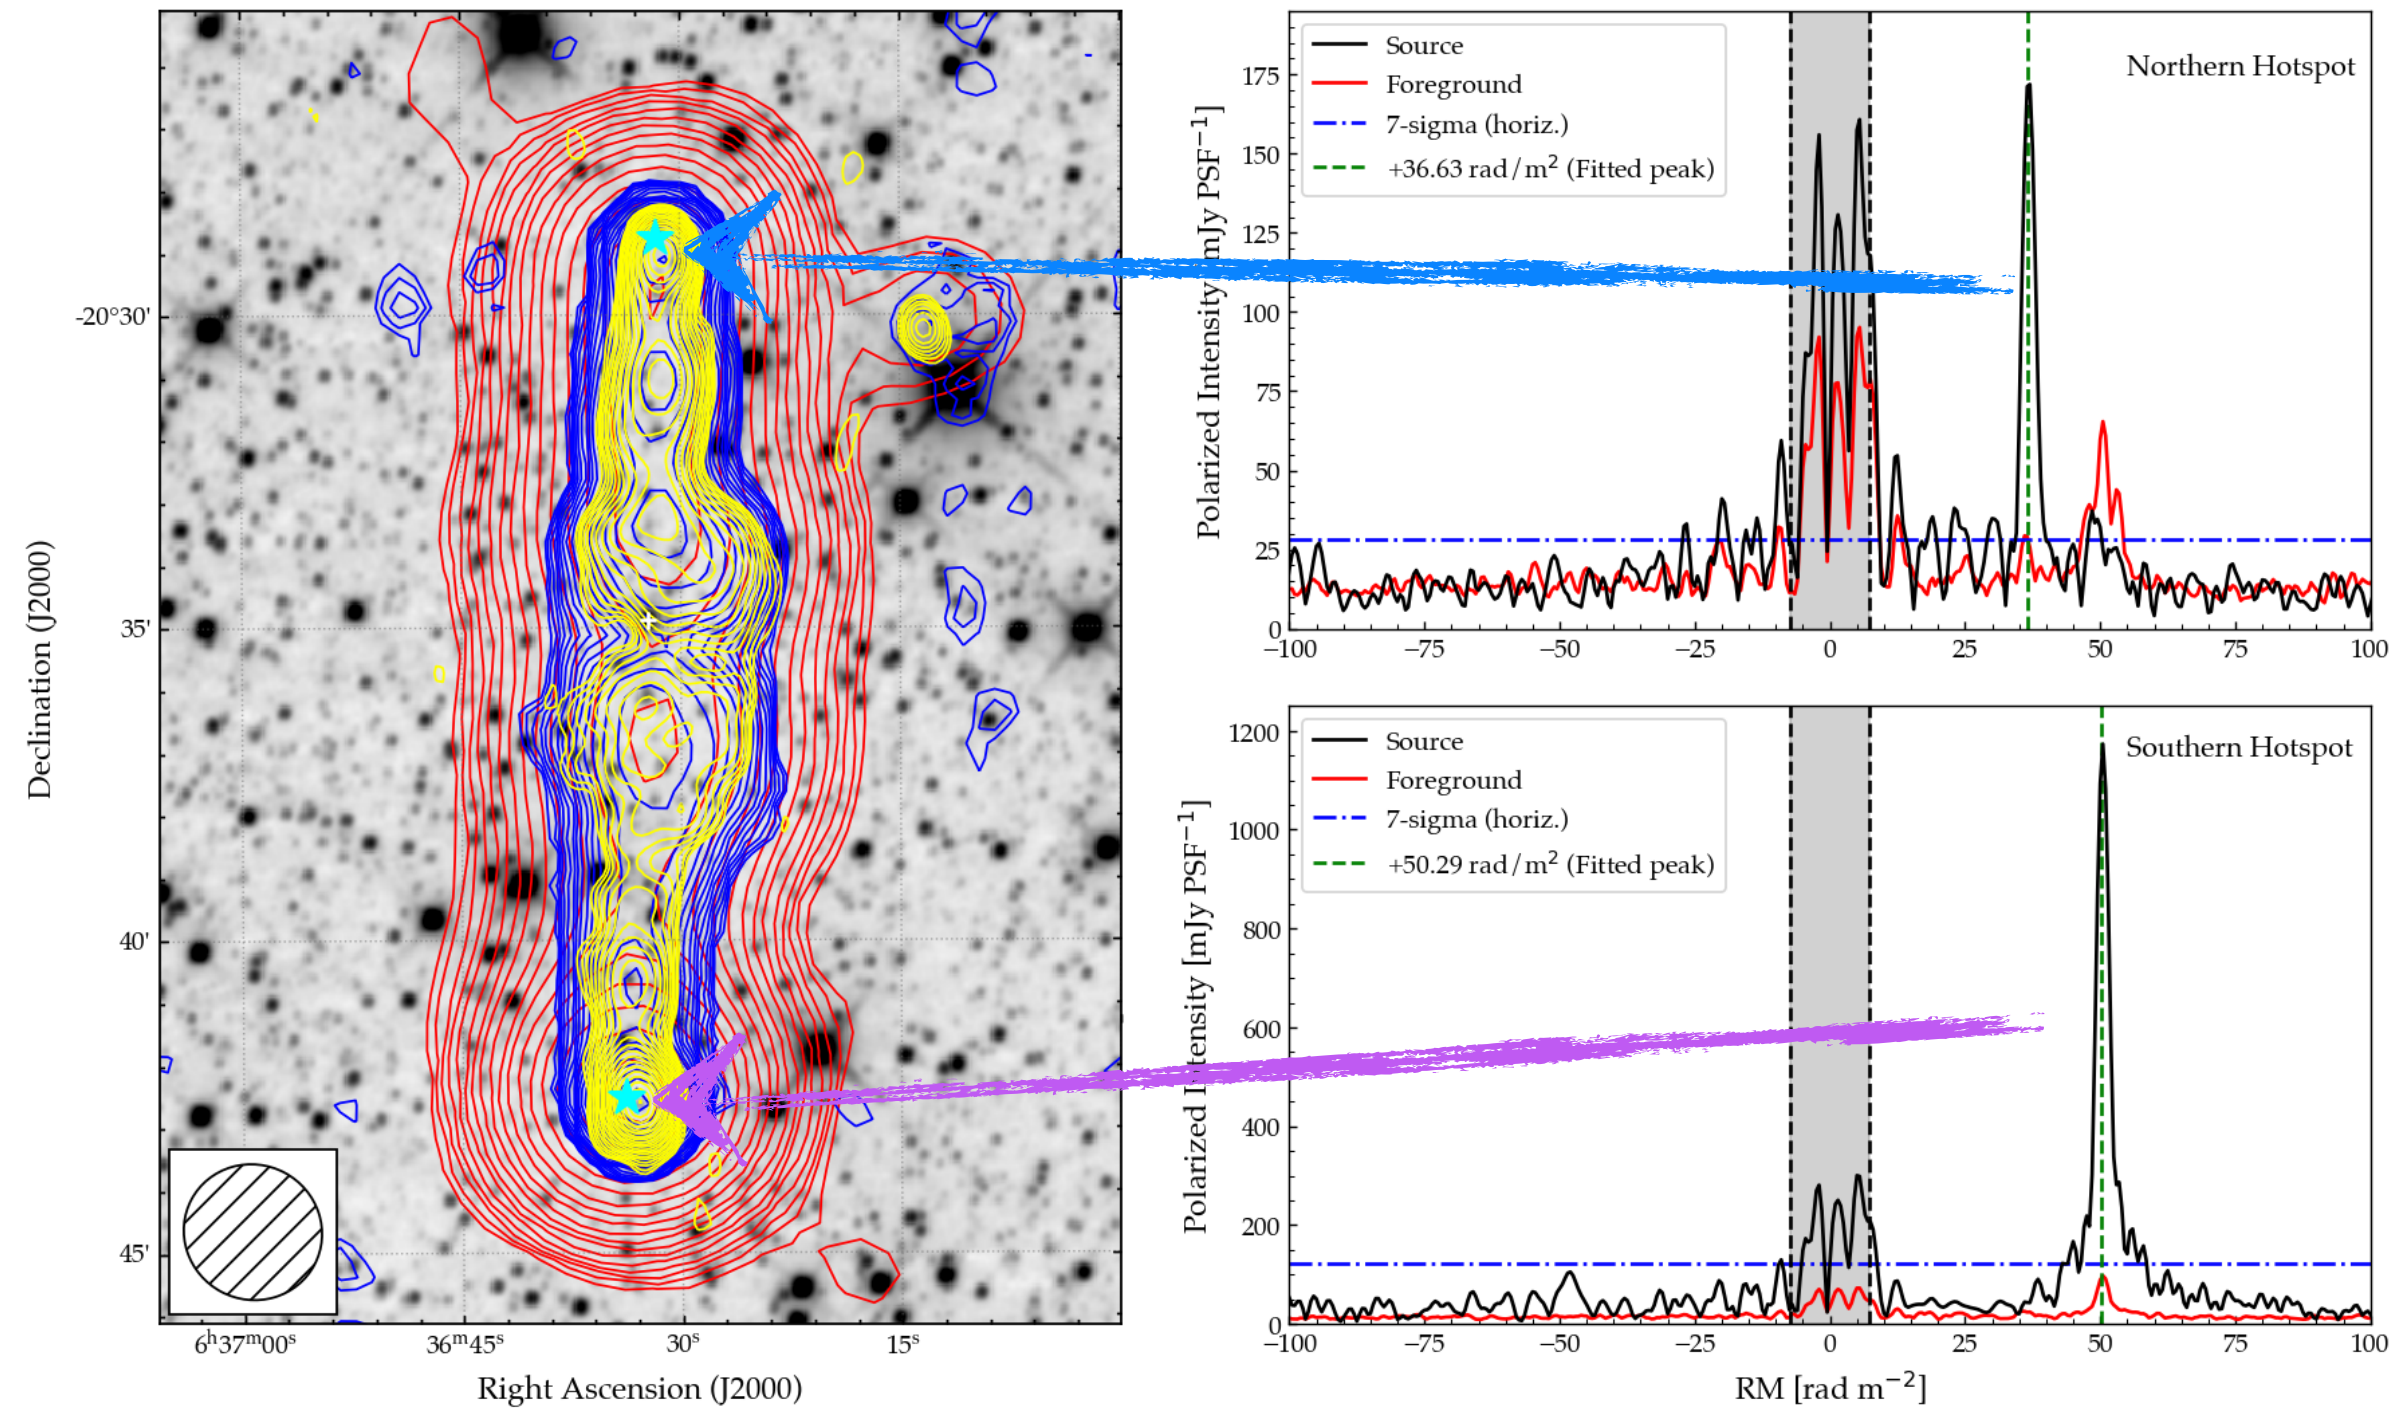 Declination (J2000)
-20°30'
35'
40'
45'
6ʰ37ᵐ00ˢ
36ᵐ45ˢ
30ˢ
15ˢ
Right Ascension (J2000)
Northern Hotspot
Source
Foreground
7-sigma (horiz.)
+36.63 rad/m² (Fitted peak)
Polarized Intensity mJy PSF⁻¹]
175
150
125
100
75
50
25
0
−100
−75
−50
−25
0
25
50
75
100
Southern Hotspot
Source
Foreground
7-sigma (horiz.)
+50.29 rad/m² (Fitted peak)
Polarized Intensity [mJy PSF⁻¹]
1200
1000
800
600
400
200
0
−100
−75
−50
−25
0
25
50
75
100
RM [rad m⁻²]